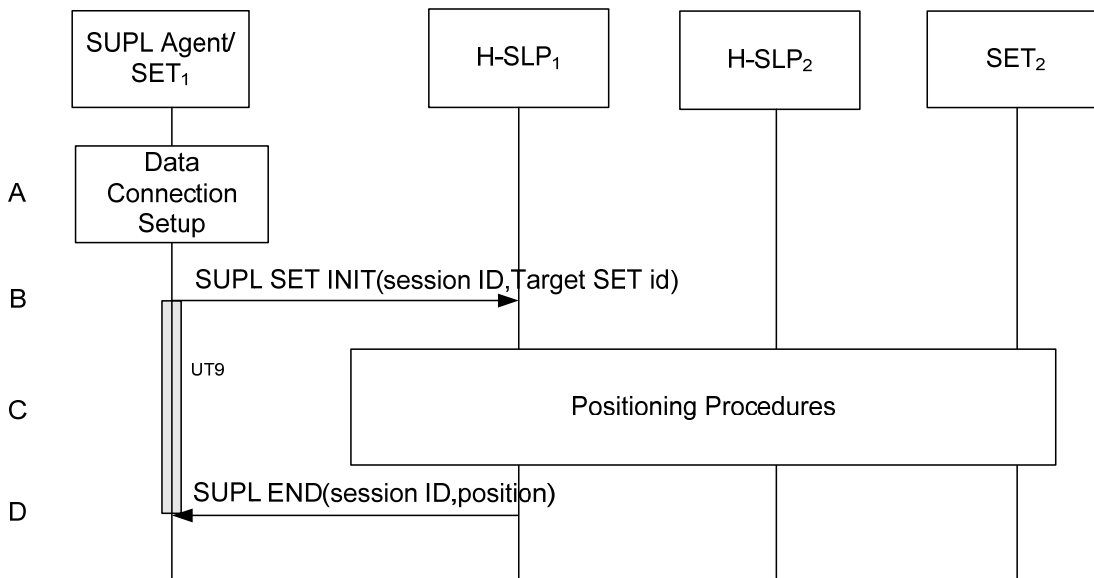 SUPL Agent/
SET₁
H-SLP₁
H-SLP₂
SET₂
A
Data
Connection
Setup
B
SUPL SET INIT(session ID,Target SET id)
UT9
C
Positioning Procedures
D
SUPL END(session ID,position)